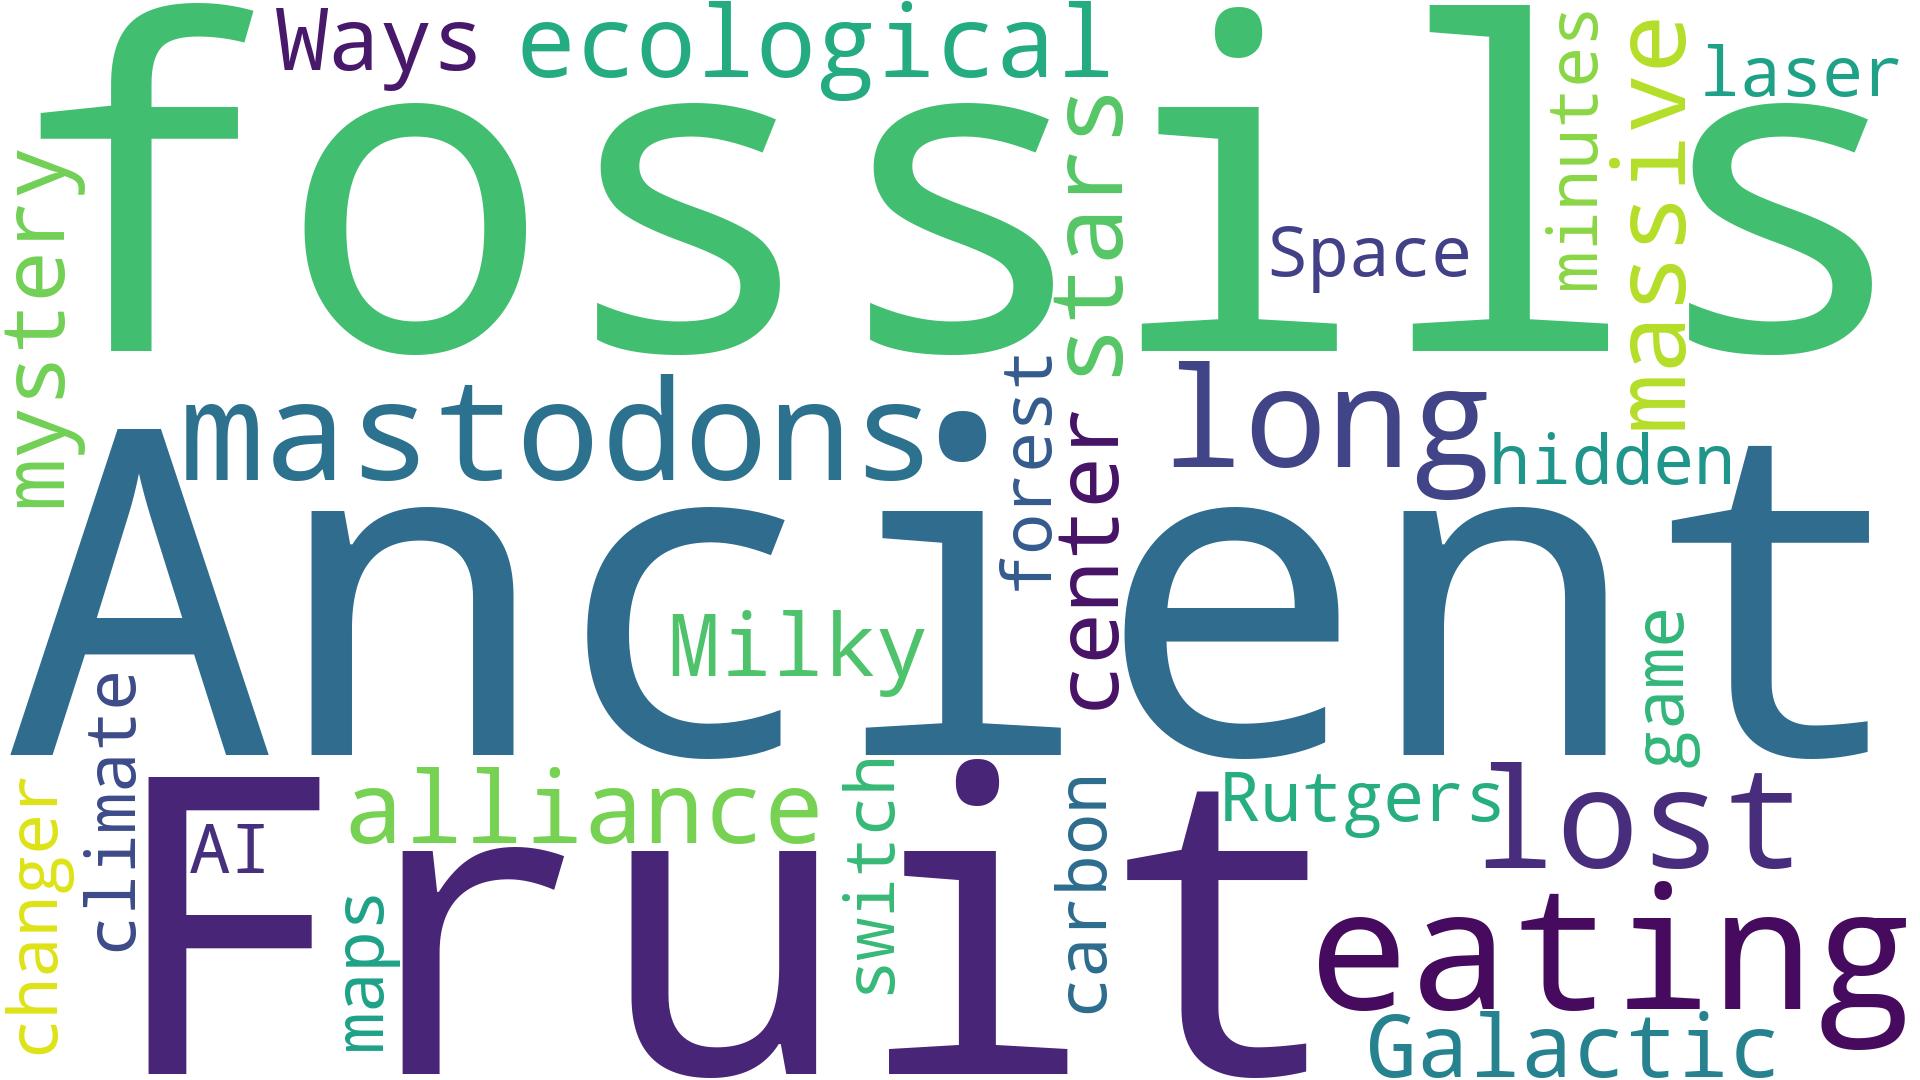 Ways
ecological
laser
minutes
massive
fossils
stars
Space
mystery
mastodons
forest
long
hidden
center
Ancient
Milky
game
climate
alliance
switch
Rutgers
lost
changer
AI
carbon
maps
Fruit
eating
Galactic